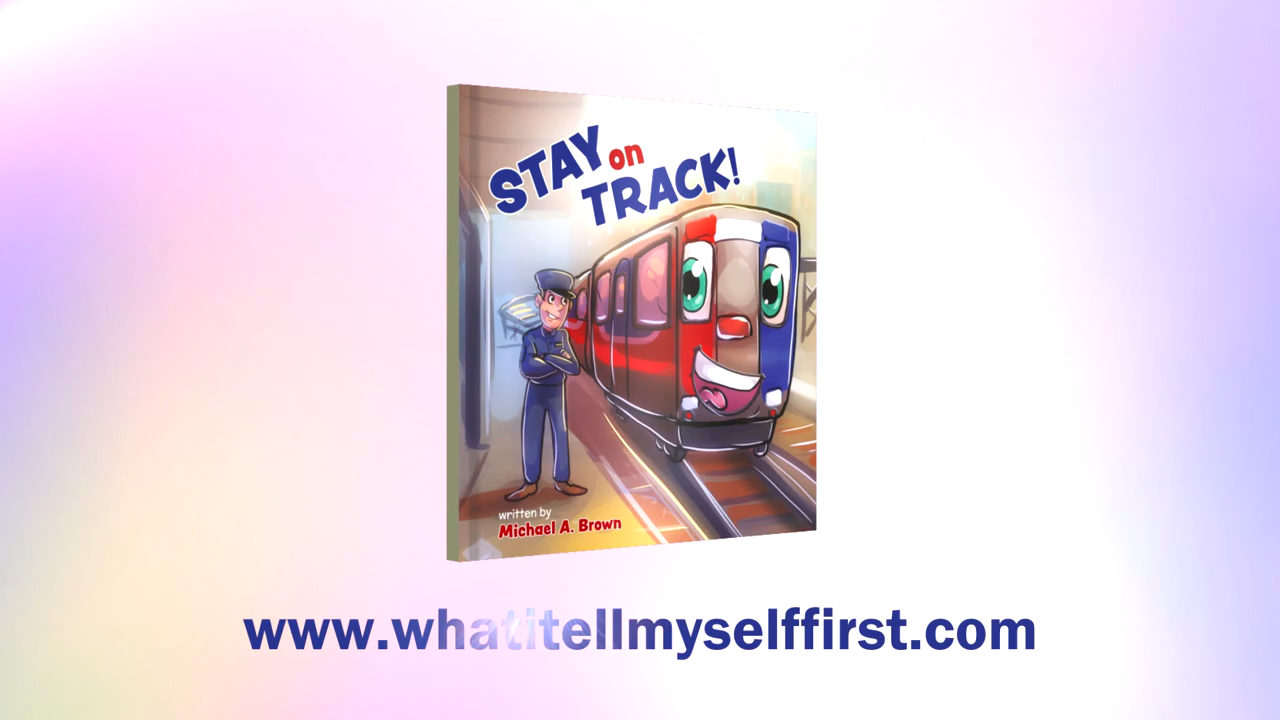 STAY on
TRACK!
written by
Michael A. Brown
www.whatitellmyselffirst.com